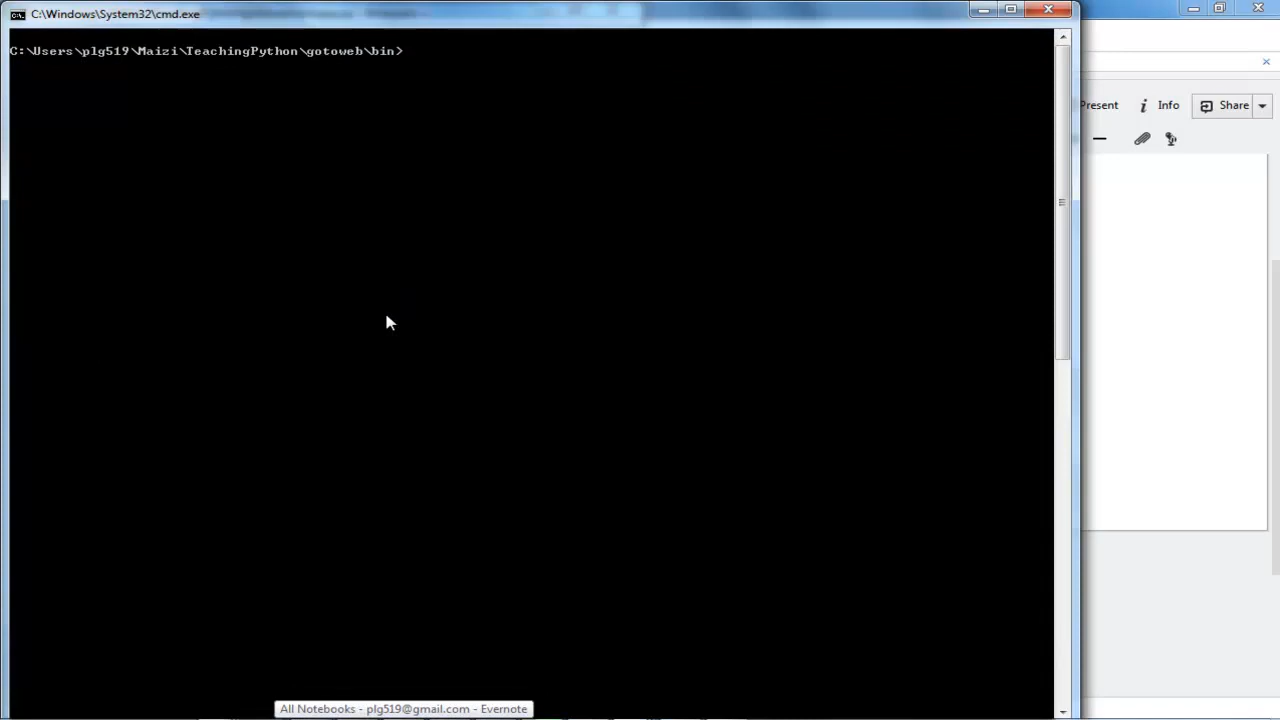 C:\Windows\System32\cmd.exe
C:\Users\plg519\Maizi\TeachingPython\gotoweb\bin>
Present
Info
Share
All Notebooks - plg519@gmail.com - Evernote